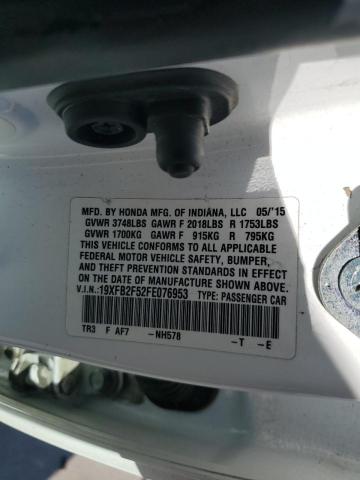 MFD. BY HONDA MFG. OF INDIANA, LLC 05/'15
GVWR 3748LBS GAWR F 2018LBS R 1753LBS
GVWR 1700KG GAWR F 915KG R 795KG
THIS VEHICLE CONFORMS TO ALL APPLICABLE
FEDERAL MOTOR VEHICLE SAFETY, BUMPER,
AND THEFT PREVENTION STANDARDS IN EFFECT
ON THE DATE OF MANUFACTURE SHOWN ABOVE.
V.I.N.: 19XFB2F52FE076953 TYPE: PASSENGER CAR
TR3 F AF7 -NH578 -T -E